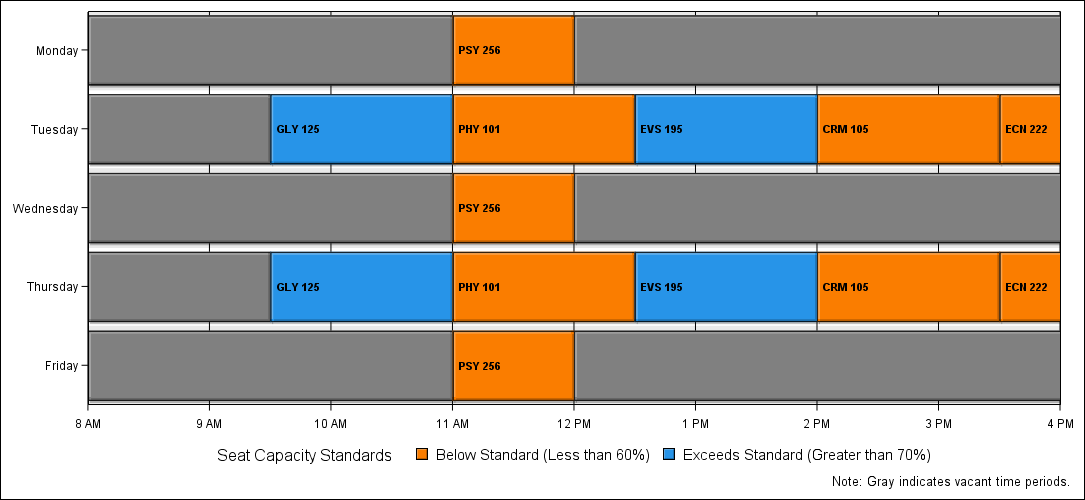 Monday
PSY 256
Tuesday
GLY 125
PHY 101
EVS 195
CRM 105
ECN 222
Wednesday
PSY 256
Thursday
GLY 125
PHY 101
EVS 195
CRM 105
ECN 222
Friday
PSY 256
8 AM
9 AM
10 AM
11 AM
12 PM
1 PM
2 PM
3 PM
4 PM
Seat Capacity Standards
Below Standard (Less than 60%)
Exceeds Standard (Greater than 70%)
Note: Gray indicates vacant time periods.